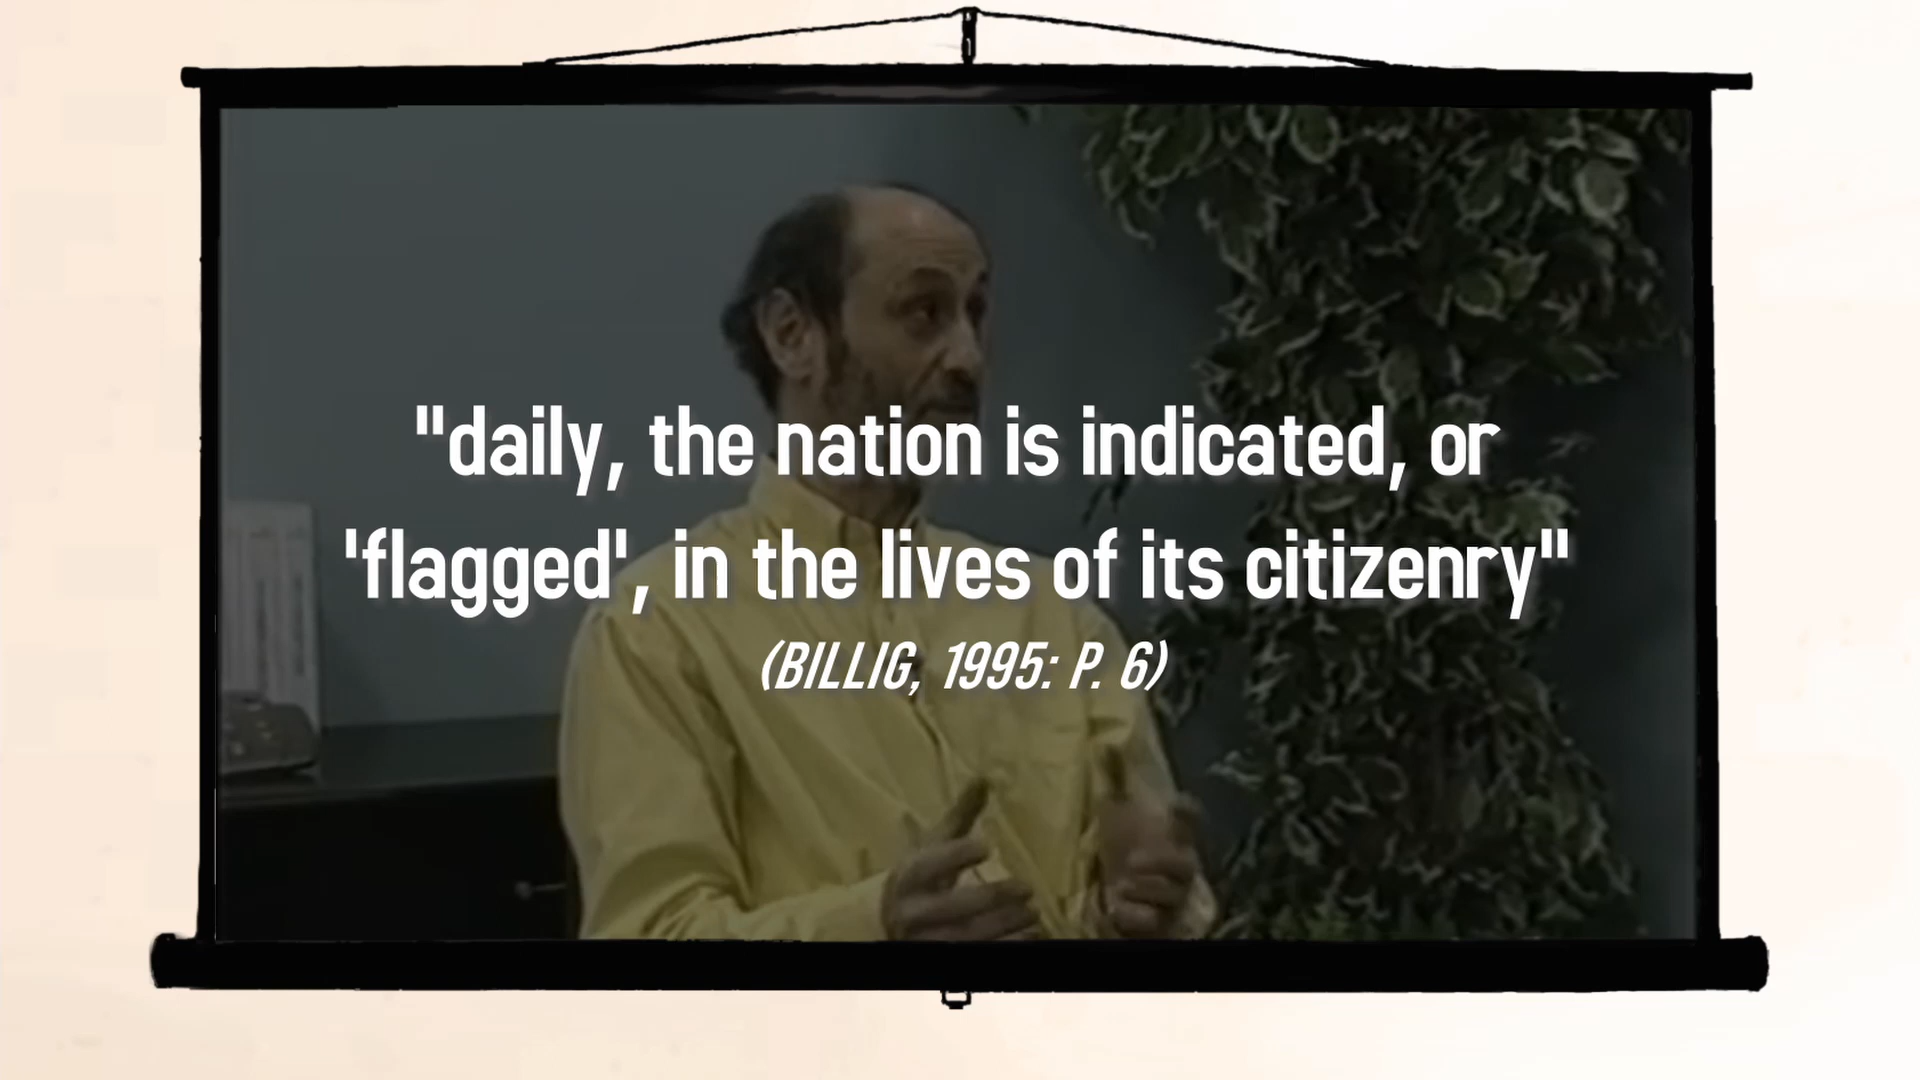 "daily, the nation is indicated, or
'flagged', in the lives of its citizenry"
(BILLIG, 1995: P. 6)